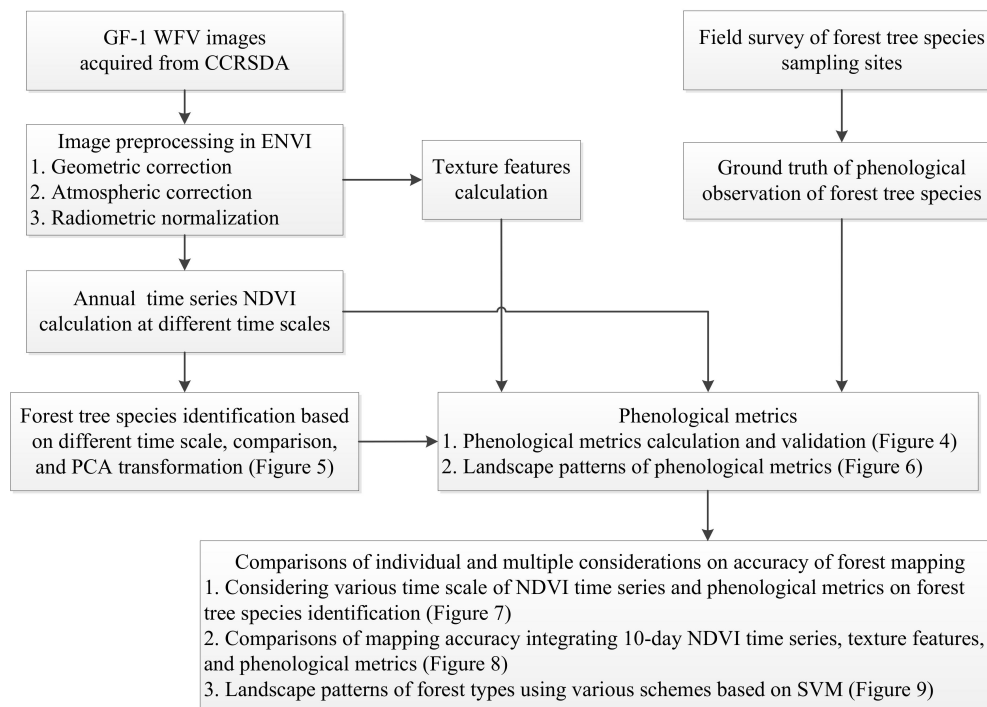 GF-1 WFV images
acquired from CCRSDA
Field survey of forest tree species
sampling sites
Image preprocessing in ENVI
1. Geometric correction
2. Atmospheric correction
3. Radiometric normalization
Texture features
calculation
Ground truth of phenological
observation of forest tree species
Annual time series NDVI
calculation at different time scales
Forest tree species identification based
on different time scale, comparison,
and PCA transformation (Figure 5)
Phenological metrics
1. Phenological metrics calculation and validation (Figure 4)
2. Landscape patterns of phenological metrics (Figure 6)
Comparisons of individual and multiple considerations on accuracy of forest mapping
1. Considering various time scale of NDVI time series and phenological metrics on forest
tree species identification (Figure 7)
2. Comparisons of mapping accuracy integrating 10-day NDVI time series, texture features,
and phenological metrics (Figure 8)
3. Landscape patterns of forest types using various schemes based on SVM (Figure 9)